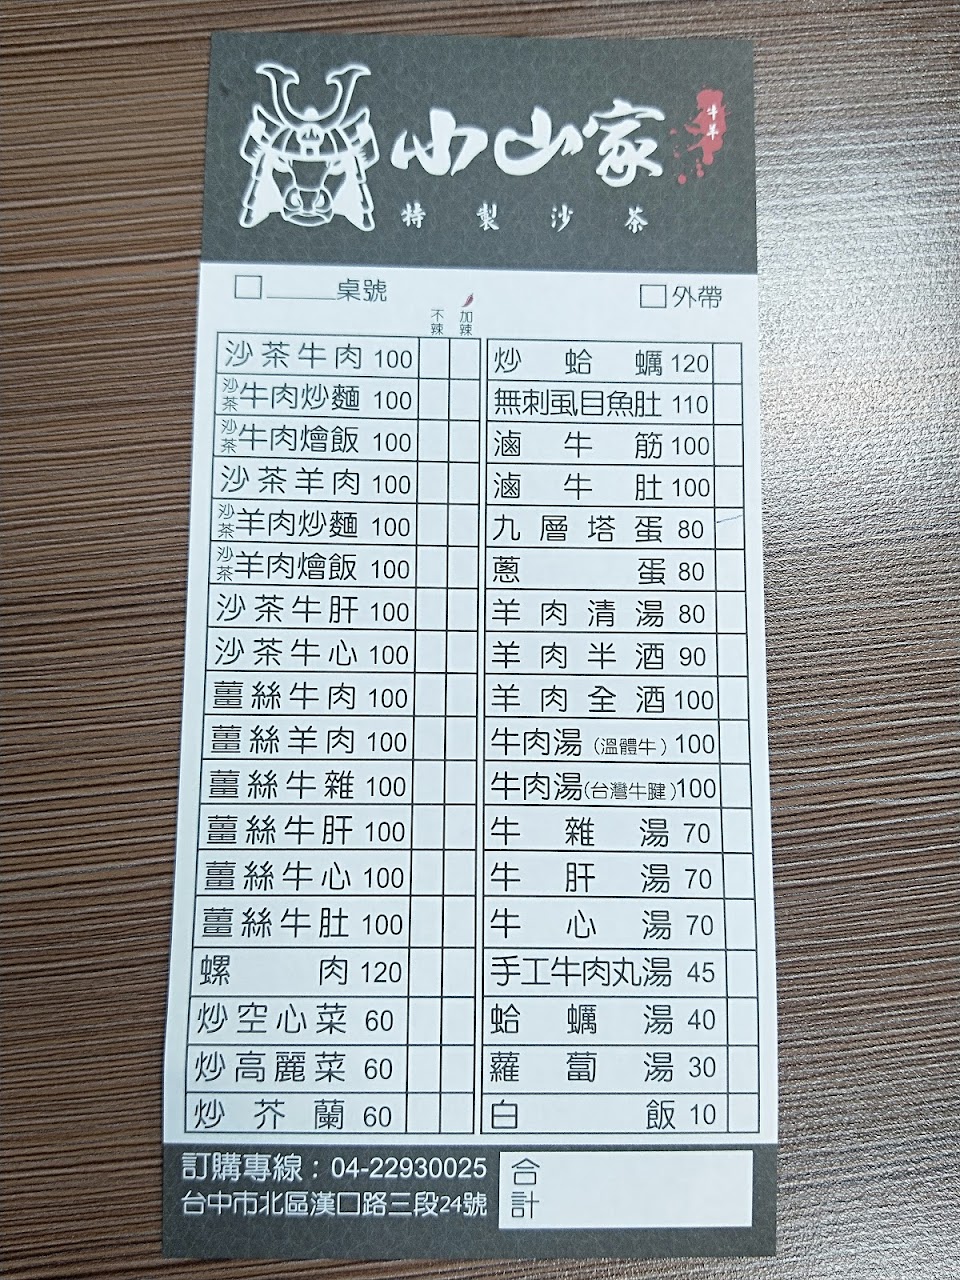 小山家
牛羊
特製沙茶
桌號
外帶
不辣
加辣
沙茶牛肉 100
沙茶牛肉炒麵 100
沙茶牛肉燴飯 100
沙茶羊肉 100
沙茶羊肉炒麵 100
沙茶羊肉燴飯 100
沙茶牛肝 100
沙茶牛心 100
薑絲牛肉 100
薑絲羊肉 100
薑絲牛雜 100
薑絲牛肝 100
薑絲牛心 100
薑絲牛肚 100
螺肉 120
炒空心菜 60
炒高麗菜 60
炒芥蘭 60
炒蛤蠣 120
無刺虱目魚肚 110
滷牛筋 100
滷牛肚 100
九層塔蛋 80
蔥蛋 80
羊肉清湯 80
羊肉半酒 90
羊肉全酒 100
牛肉湯(溫體牛) 100
牛肉湯(台灣牛腱) 100
牛雜湯 70
牛肝湯 70
牛心湯 70
手工牛肉丸湯 45
蛤蠣湯 40
蘿蔔湯 30
白飯 10
訂購專線：04-22930025
台中市北區漢口路三段24號
合計